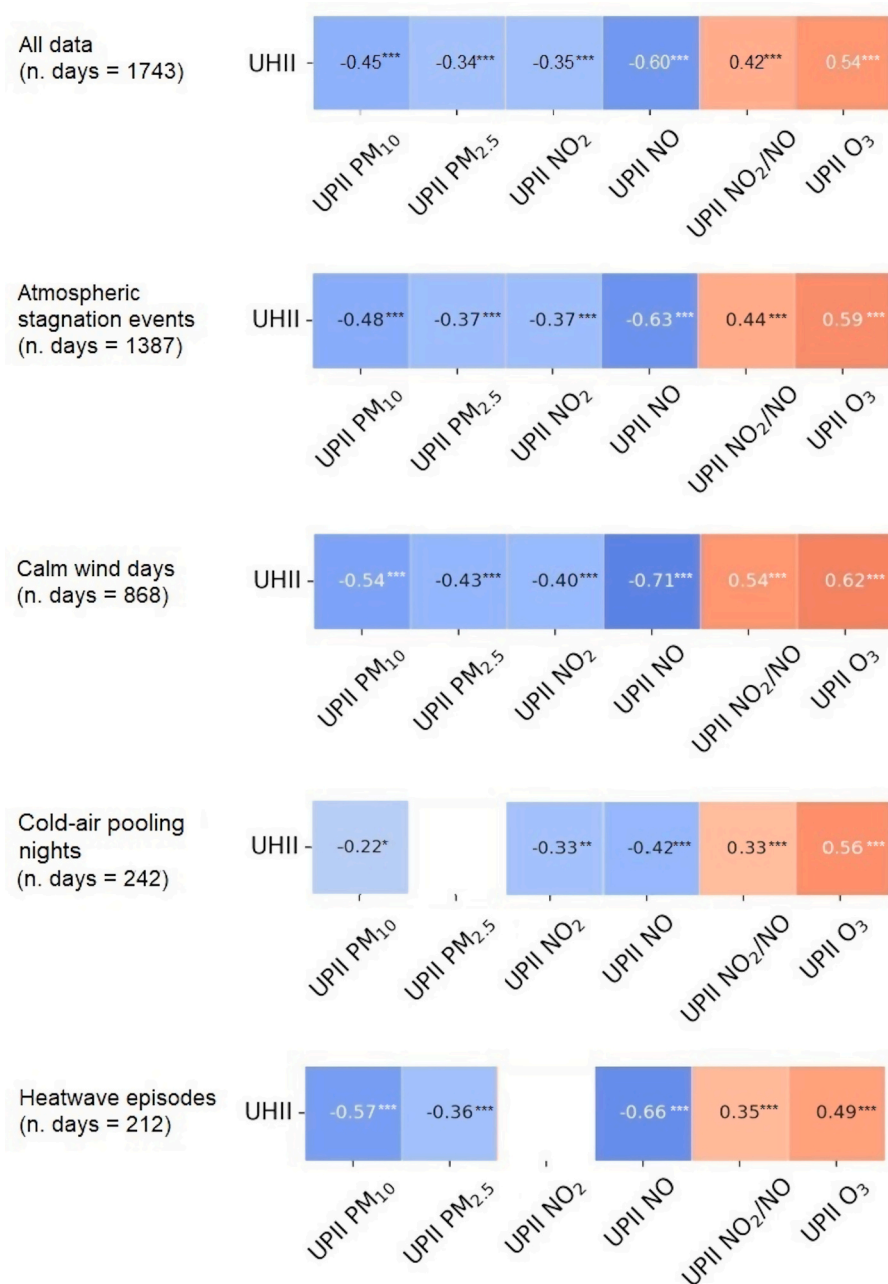 All data
(n. days = 1743)
UHII
-0.45*** -0.34*** -0.35*** -0.60*** 0.42*** 0.54***
UPII PM₁₀ UPII PM₂.₅ UPII NO₂ UPII NO UPII NO₂/NO UPII O₃
Atmospheric
stagnation events
(n. days = 1387)
UHII
-0.48*** -0.37*** -0.37*** -0.63*** 0.44*** 0.59***
UPII PM₁₀ UPII PM₂.₅ UPII NO₂ UPII NO UPII NO₂/NO UPII O₃
Calm wind days
(n. days = 868)
UHII
-0.54*** -0.43*** -0.40*** -0.71*** 0.54*** 0.62***
UPII PM₁₀ UPII PM₂.₅ UPII NO₂ UPII NO UPII NO₂/NO UPII O₃
Cold-air pooling
nights
(n. days = 242)
UHII
-0.22* -0.33** -0.42*** 0.33*** 0.56***
UPII PM₁₀ UPII PM₂.₅ UPII NO₂ UPII NO UPII NO₂/NO UPII O₃
Heatwave episodes
(n. days = 212)
UHII
-0.57*** -0.36*** -0.66*** 0.35*** 0.49***
UPII PM₁₀ UPII PM₂.₅ UPII NO₂ UPII NO UPII NO₂/NO UPII O₃